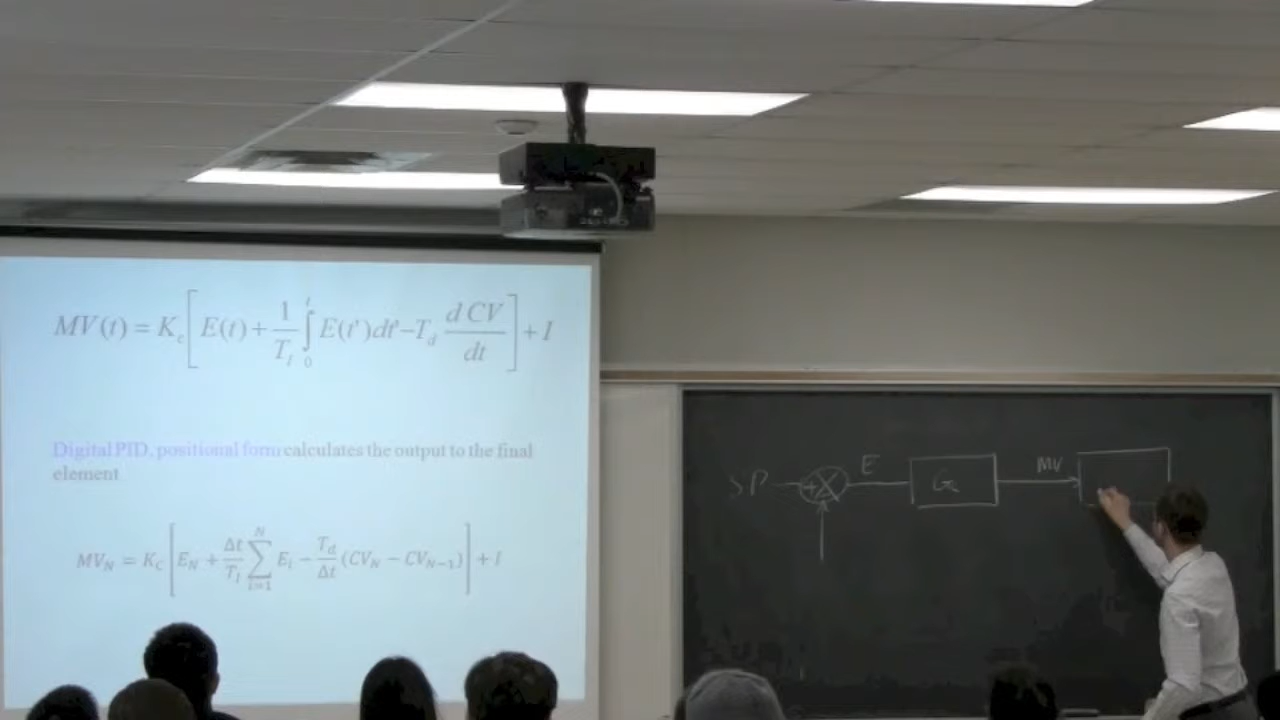 MV(t) = K_c [ E(t) + 1/T_I ∫_0^t E(t')dt' − T_d dCV/dt ] + I
Digital PID, positional form calculates the output to the final
element
MV_N = K_C [ E_N + Δt/T_I ∑_{i=1}^N E_i − T_d/Δt (CV_N − CV_{N−1}) ] + I
SP + X E Gc MV